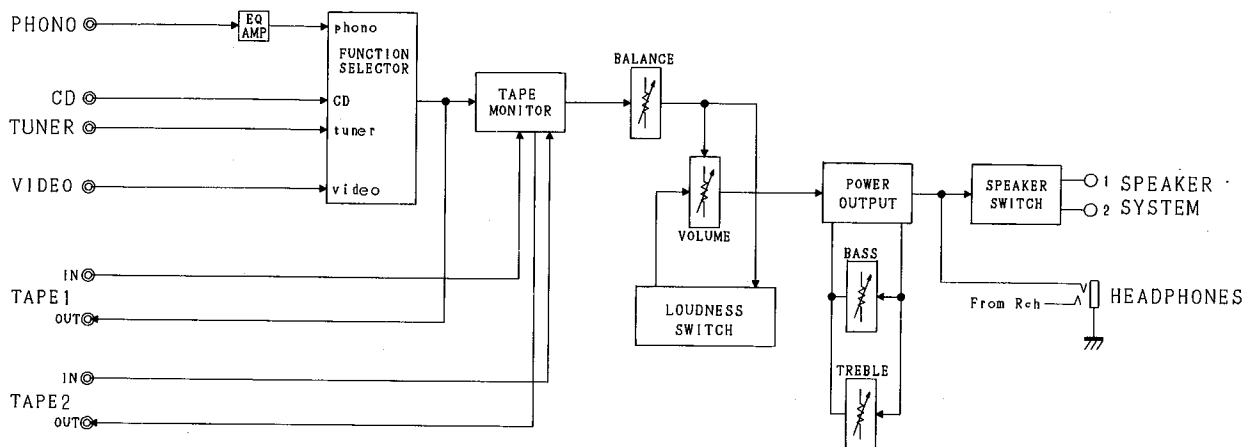 PHONO
EQ
AMP
phono
FUNCTION
SELECTOR
CD
CD
TUNER
tuner
VIDEO
video
TAPE
MONITOR
BALANCE
VOLUME
LOUDNESS
SWITCH
POWER
OUTPUT
BASS
TREBLE
SPEAKER
SWITCH
1
2
SPEAKER
SYSTEM
From Rch
HEADPHONES
IN
TAPE1
OUT
IN
TAPE2
OUT